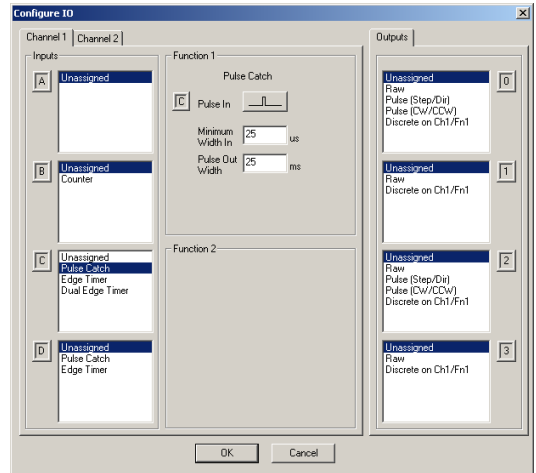 Configure IO
Channel 1
Channel 2
Inputs
A
Unassigned
B
Unassigned
Counter
C
Unassigned
Pulse Catch
Edge Timer
Dual Edge Timer
D
Unassigned
Pulse Catch
Edge Timer
Function 1
Pulse Catch
C
Pulse In
Minimum
Width In
25
us
Pulse Out
Width
25
ms
Function 2
Outputs
Unassigned
Raw
Pulse (Step/Dir)
Pulse (CW/CCW)
Discrete on Ch1/Fn1
0
Unassigned
Raw
Discrete on Ch1/Fn1
1
Unassigned
Raw
Pulse (Step/Dir)
Pulse (CW/CCW)
Discrete on Ch1/Fn1
2
Unassigned
Raw
Discrete on Ch1/Fn1
3
OK
Cancel